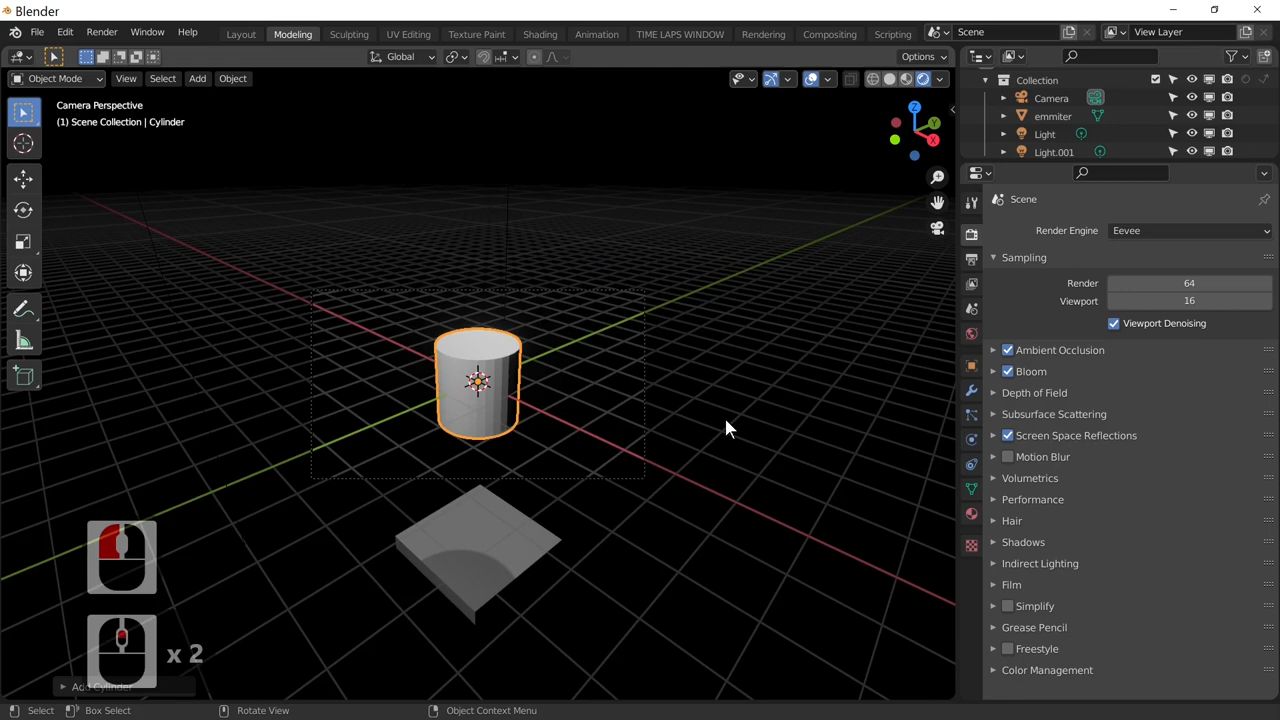 Blender
File Edit Render Window Help
Layout Modeling Sculpting UV Editing Texture Paint Shading Animation TIME LAPS WINDOW Rendering Compositing Scripting
Scene
View Layer
Global
Options
Object Mode View Select Add Object
Camera Perspective
(1) Scene Collection | Cylinder
Z
Y
X
x 2
Add Cylinder
Collection
Camera
emmiter
Light
Light.001
Scene
Render Engine Eevee
Sampling
Render 64
Viewport 16
Viewport Denoising
Ambient Occlusion
Bloom
Depth of Field
Subsurface Scattering
Screen Space Reflections
Motion Blur
Volumetrics
Performance
Hair
Shadows
Indirect Lighting
Film
Simplify
Grease Pencil
Freestyle
Color Management
Select Box Select Rotate View Object Context Menu